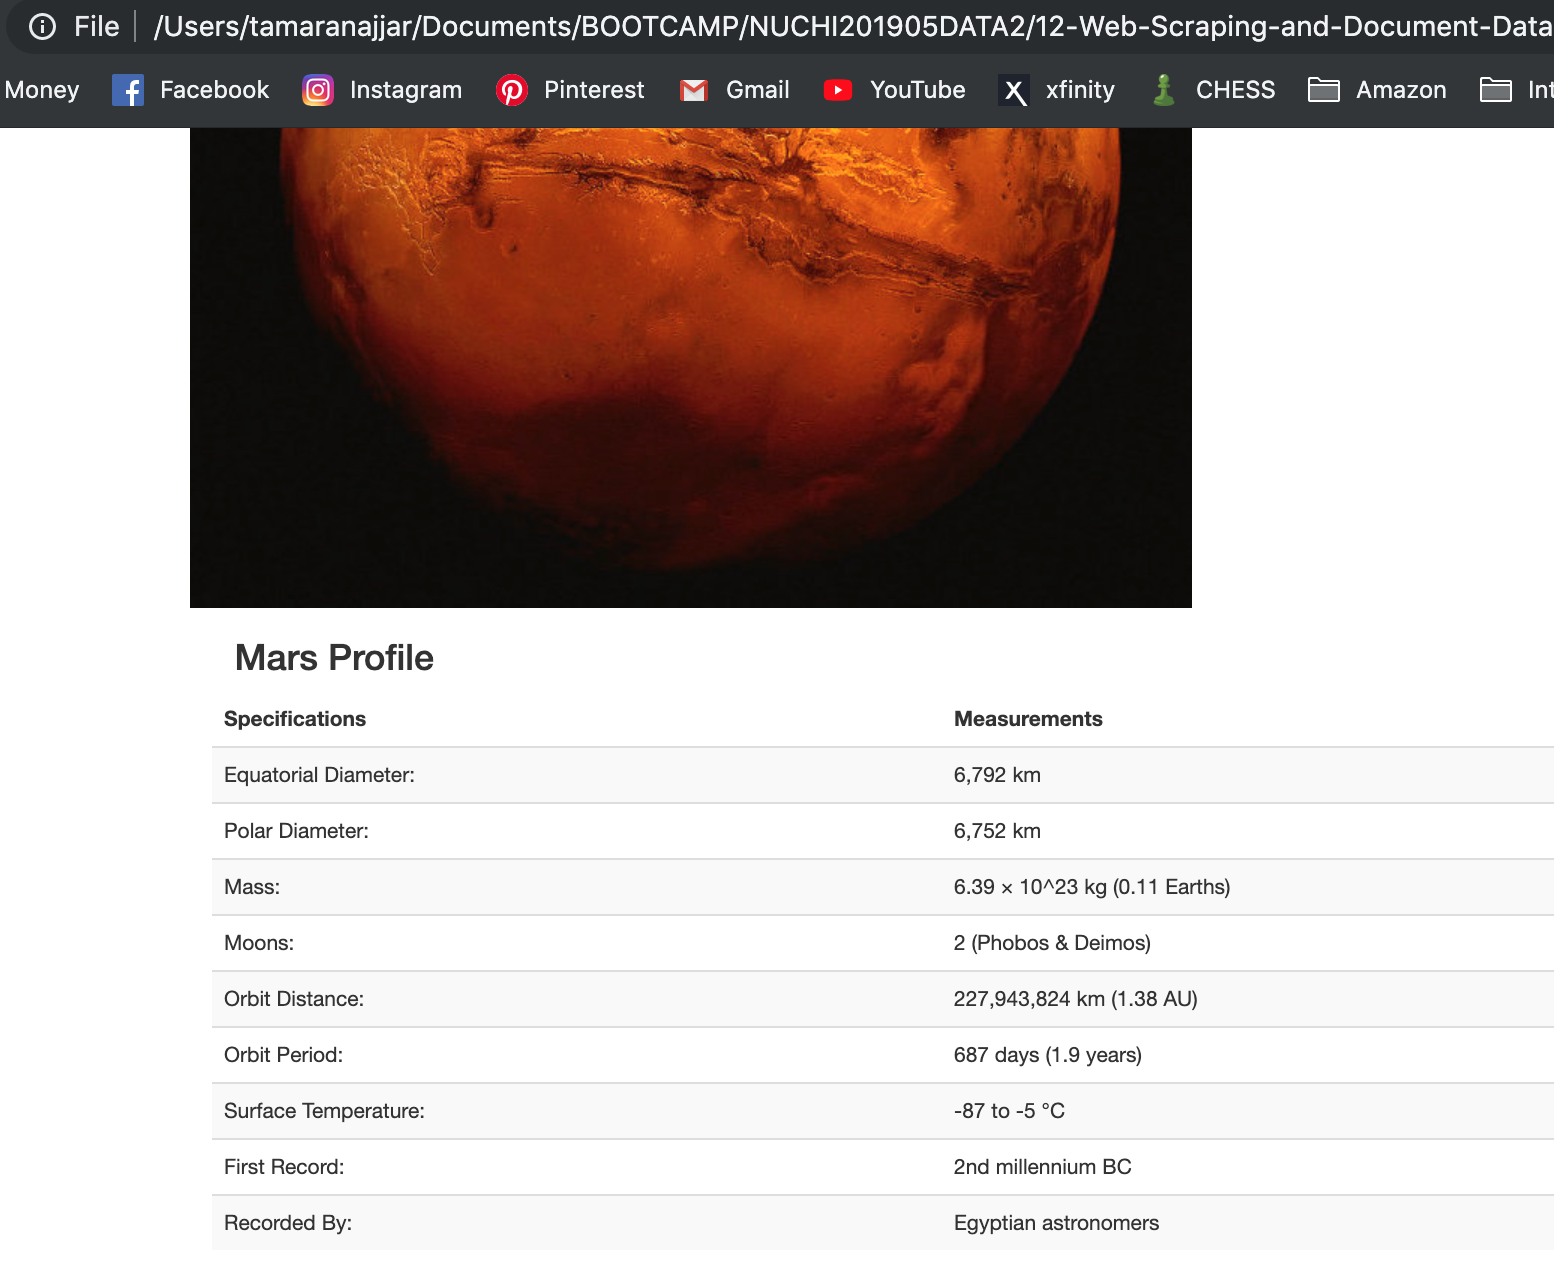 File /Users/tamaranajjar/Documents/BOOTCAMP/NUCHI201905DATA2/12-Web-Scraping-and-Document-Data
Money Facebook Instagram Pinterest Gmail YouTube xfinity CHESS Amazon Int
Mars Profile
Specifications Measurements
Equatorial Diameter: 6,792 km
Polar Diameter: 6,752 km
Mass: 6.39 × 10^23 kg (0.11 Earths)
Moons: 2 (Phobos & Deimos)
Orbit Distance: 227,943,824 km (1.38 AU)
Orbit Period: 687 days (1.9 years)
Surface Temperature: -87 to -5 °C
First Record: 2nd millennium BC
Recorded By: Egyptian astronomers